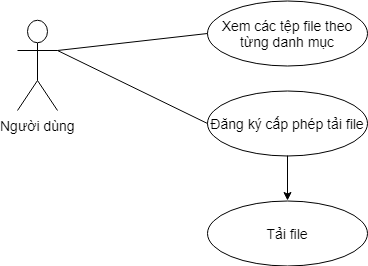 Xem các tệp file theo
từng danh mục
Người dùng
Đăng ký cấp phép tải file
Tải file